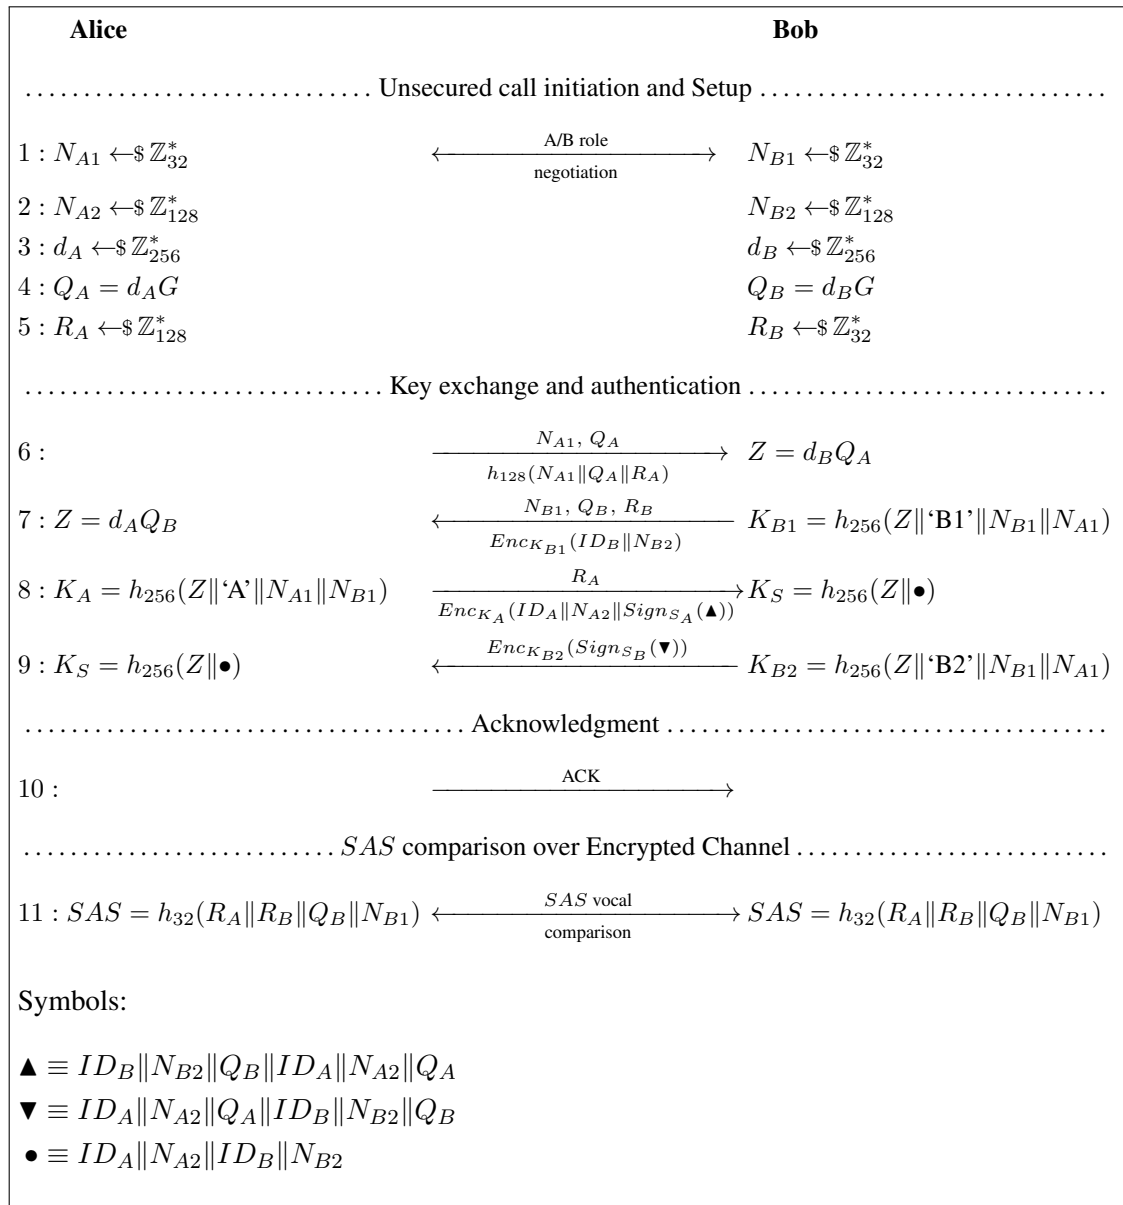 Alice Bob
Unsecured call initiation and Setup
1 : N_{A1} ←$ ℤ*_{32} A/B role negotiation N_{B1} ←$ ℤ*_{32}
2 : N_{A2} ←$ ℤ*_{128} N_{B2} ←$ ℤ*_{128}
3 : d_A ←$ ℤ*_{256} d_B ←$ ℤ*_{256}
4 : Q_A = d_A G Q_B = d_B G
5 : R_A ←$ ℤ*_{128} R_B ←$ ℤ*_{32}
Key exchange and authentication
6 : N_{A1}, Q_A h_{128}(N_{A1}‖Q_A‖R_A) Z = d_B Q_A
7 : Z = d_A Q_B N_{B1}, Q_B, R_B Enc_{K_{B1}}(ID_B‖N_{B2}) K_{B1} = h_{256}(Z‖‘B1’‖N_{B1}‖N_{A1})
8 : K_A = h_{256}(Z‖‘A’‖N_{A1}‖N_{B1}) R_A Enc_{K_A}(ID_A‖N_{A2}‖Sign_{S_A}(▲)) K_S = h_{256}(Z‖●)
9 : K_S = h_{256}(Z‖●) Enc_{K_{B2}}(Sign_{S_B}(▼)) K_{B2} = h_{256}(Z‖‘B2’‖N_{B1}‖N_{A1})
Acknowledgment
10 : ACK
SAS comparison over Encrypted Channel
11 : SAS = h_{32}(R_A‖R_B‖Q_B‖N_{B1}) SAS vocal comparison SAS = h_{32}(R_A‖R_B‖Q_B‖N_{B1})
Symbols:
▲ ≡ ID_B‖N_{B2}‖Q_B‖ID_A‖N_{A2}‖Q_A
▼ ≡ ID_A‖N_{A2}‖Q_A‖ID_B‖N_{B2}‖Q_B
● ≡ ID_A‖N_{A2}‖ID_B‖N_{B2}